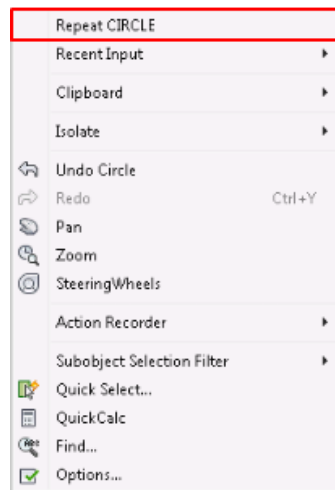 Repeat CIRCLE
Recent Input
Clipboard
Isolate
Undo Circle
Redo Ctrl+Y
Pan
Zoom
SteeringWheels
Action Recorder
Subobject Selection Filter
Quick Select...
QuickCalc
Find...
Options...